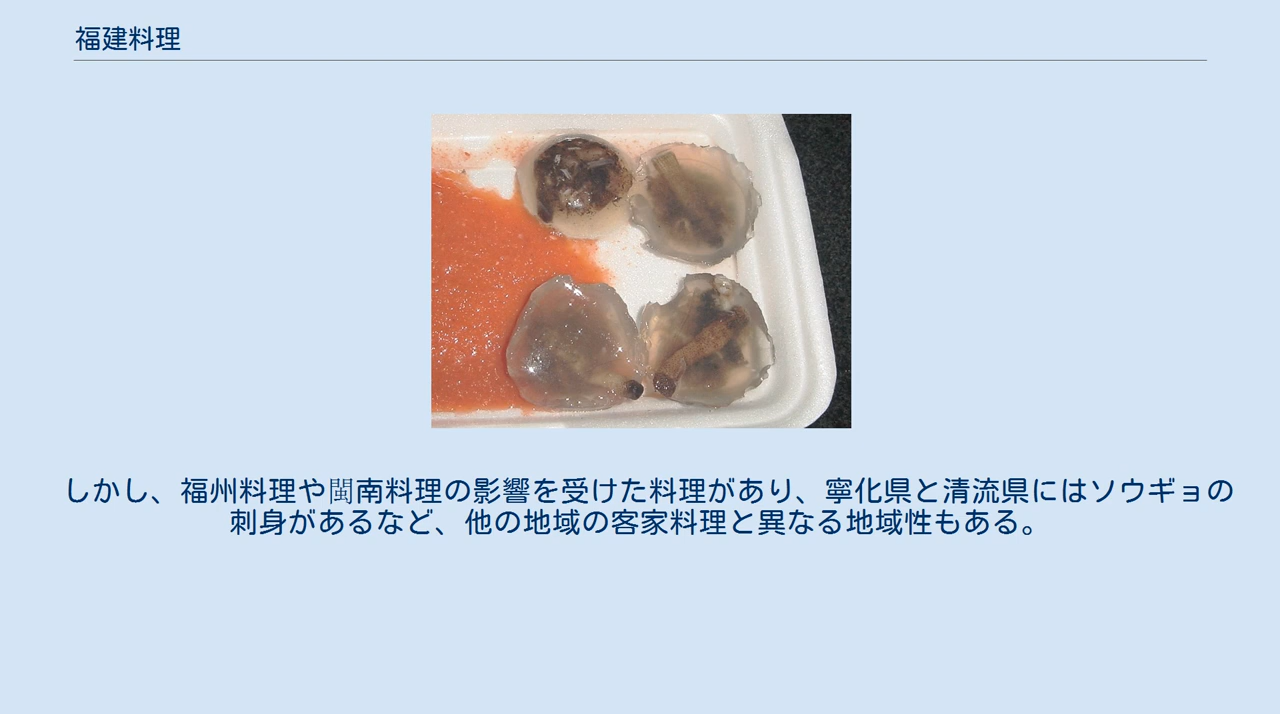 福建料理
しかし、福州料理や閩南料理の影響を受けた料理があり、寧化県と清流県にはソウギョの
刺身があるなど、他の地域の客家料理と異なる地域性もある。